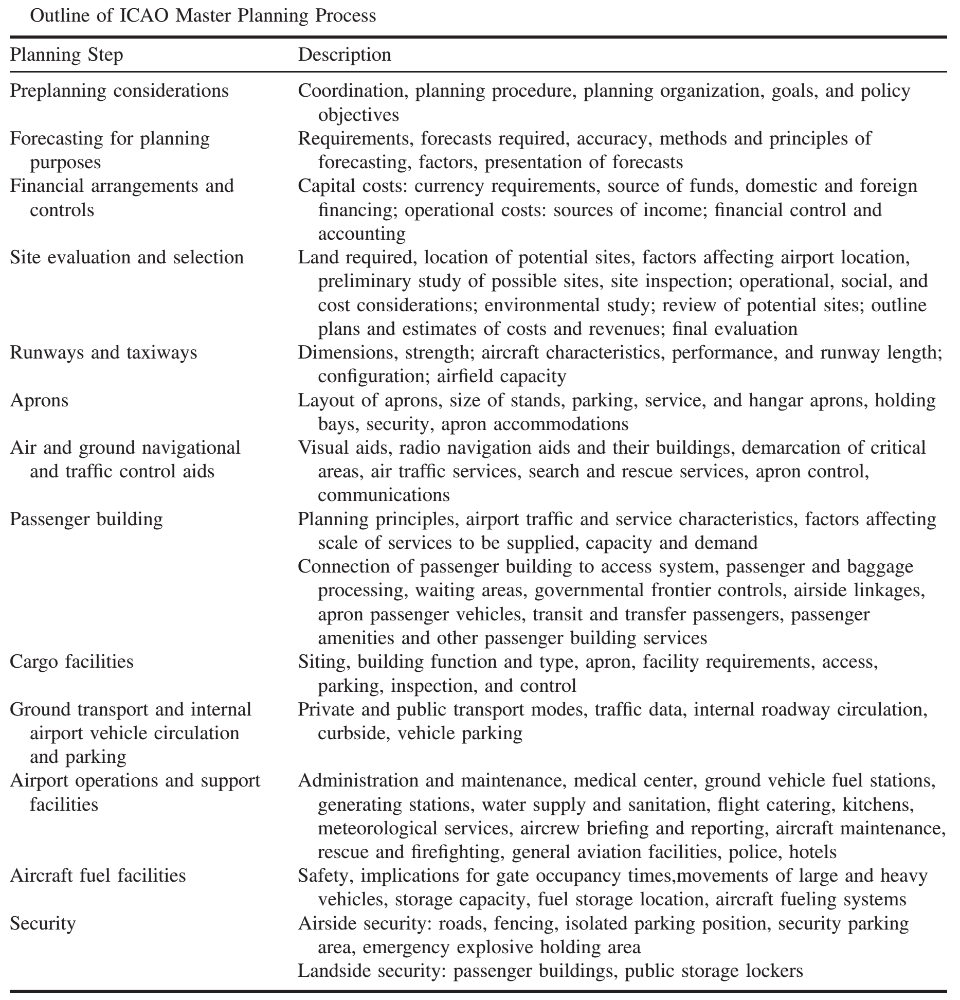 Outline of ICAO Master Planning Process
Planning Step Description
Preplanning considerations Coordination, planning procedure, planning organization, goals, and policy
objectives
Forecasting for planning Requirements, forecasts required, accuracy, methods and principles of
purposes forecasting, factors, presentation of forecasts
Financial arrangements and Capital costs: currency requirements, source of funds, domestic and foreign
controls financing; operational costs: sources of income; financial control and
accounting
Site evaluation and selection Land required, location of potential sites, factors affecting airport location,
preliminary study of possible sites, site inspection; operational, social, and
cost considerations; environmental study; review of potential sites; outline
plans and estimates of costs and revenues; final evaluation
Runways and taxiways Dimensions, strength; aircraft characteristics, performance, and runway length;
configuration; airfield capacity
Aprons Layout of aprons, size of stands, parking, service, and hangar aprons, holding
bays, security, apron accommodations
Air and ground navigational Visual aids, radio navigation aids and their buildings, demarcation of critical
and traffic control aids areas, air traffic services, search and rescue services, apron control,
communications
Passenger building Planning principles, airport traffic and service characteristics, factors affecting
scale of services to be supplied, capacity and demand
Connection of passenger building to access system, passenger and baggage
processing, waiting areas, governmental frontier controls, airside linkages,
apron passenger vehicles, transit and transfer passengers, passenger
amenities and other passenger building services
Cargo facilities Siting, building function and type, apron, facility requirements, access,
parking, inspection, and control
Ground transport and internal Private and public transport modes, traffic data, internal roadway circulation,
airport vehicle circulation curbside, vehicle parking
and parking
Airport operations and support Administration and maintenance, medical center, ground vehicle fuel stations,
facilities generating stations, water supply and sanitation, flight catering, kitchens,
meteorological services, aircrew briefing and reporting, aircraft maintenance,
rescue and firefighting, general aviation facilities, police, hotels
Aircraft fuel facilities Safety, implications for gate occupancy times,movements of large and heavy
vehicles, storage capacity, fuel storage location, aircraft fueling systems
Security Airside security: roads, fencing, isolated parking position, security parking
area, emergency explosive holding area
Landside security: passenger buildings, public storage lockers